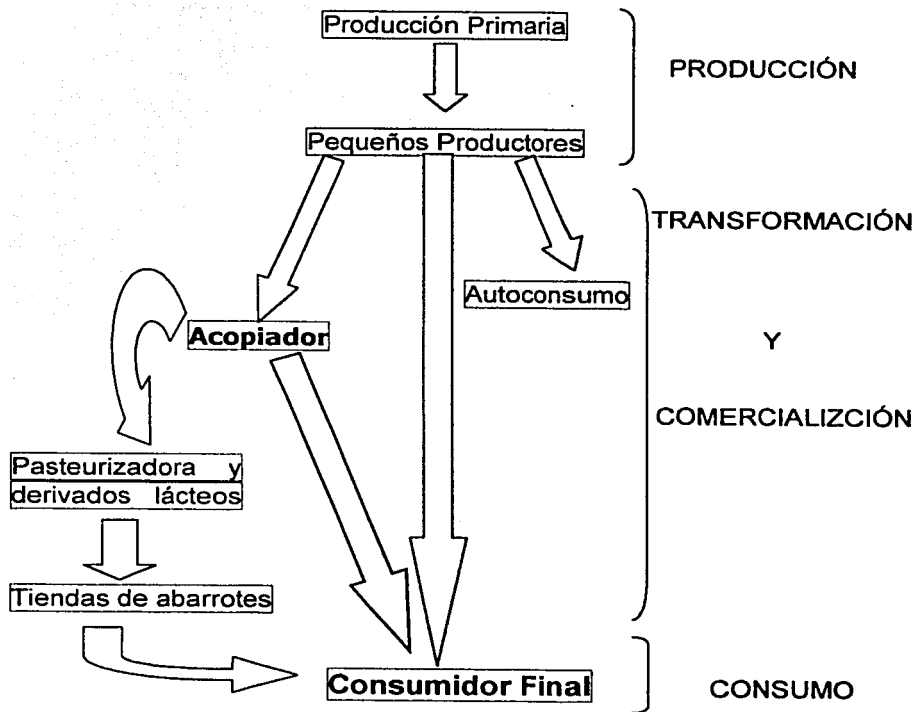 Producción Primaria
PRODUCCIÓN
Pequeños Productores
TRANSFORMACIÓN
Autoconsumo
Acopiador
Y
COMERCIALIZCIÓN
Pasteurizadora y
derivados lácteos
Tiendas de abarrotes
Consumidor Final
CONSUMO